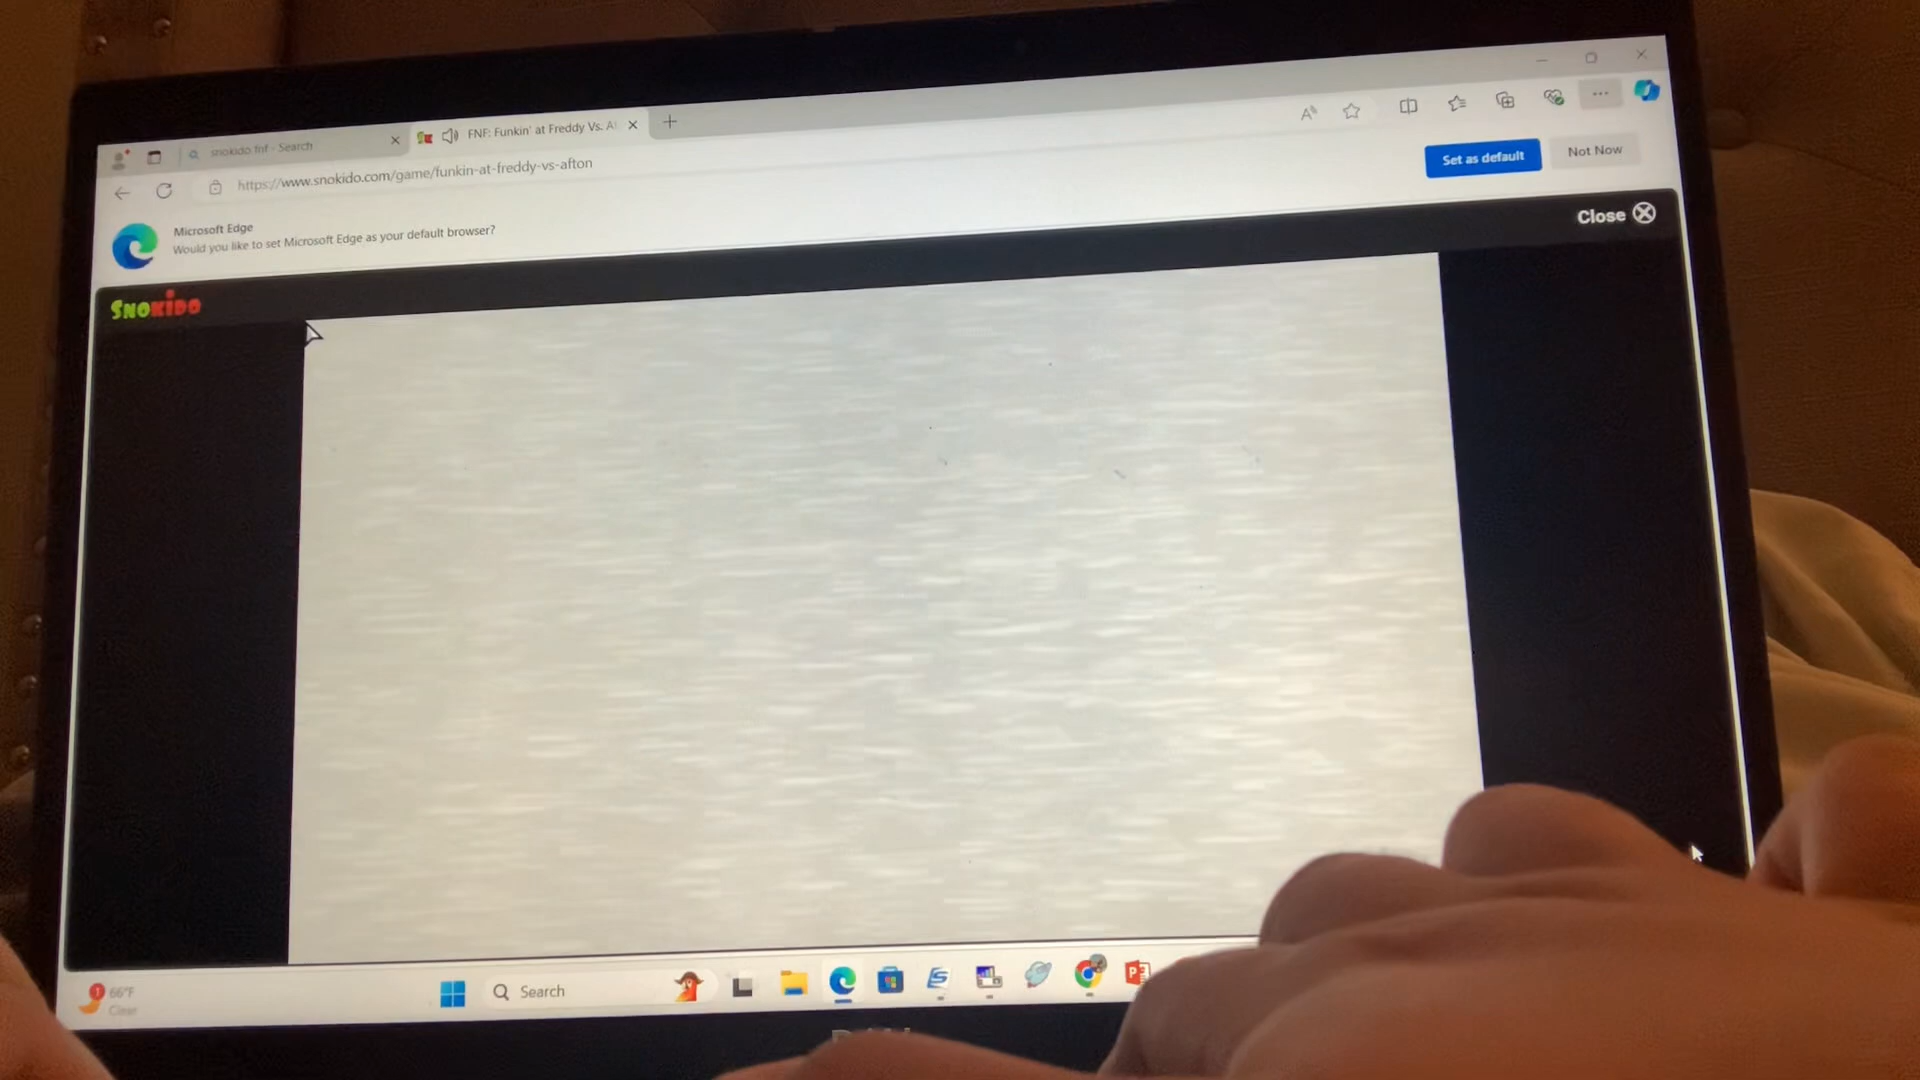 snokido fnf - Search
FNF: Funkin' at Freddy Vs. A
https://www.snokido.com/game/funkin-at-freddy-vs-afton
Set as default
Not Now
Microsoft Edge
Would you like to set Microsoft Edge as your default browser?
Close
SNOKIDO
1
66°F
Clear
Search